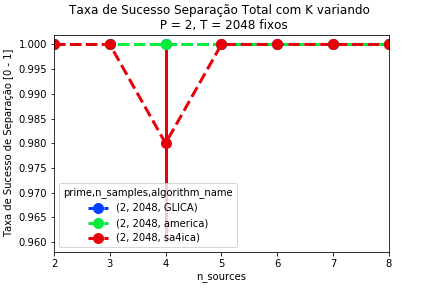 Taxa de Sucesso Separação Total com K variando
P = 2, T = 2048 fixos
Taxa de Sucesso de Separação [0 - 1]
1.000
0.995
0.990
0.985
0.980
0.975
0.970
0.965
0.960
prime,n_samples,algorithm_name
(2, 2048, GLICA)
(2, 2048, america)
(2, 2048, sa4ica)
2 3 4 5 6 7 8
n_sources